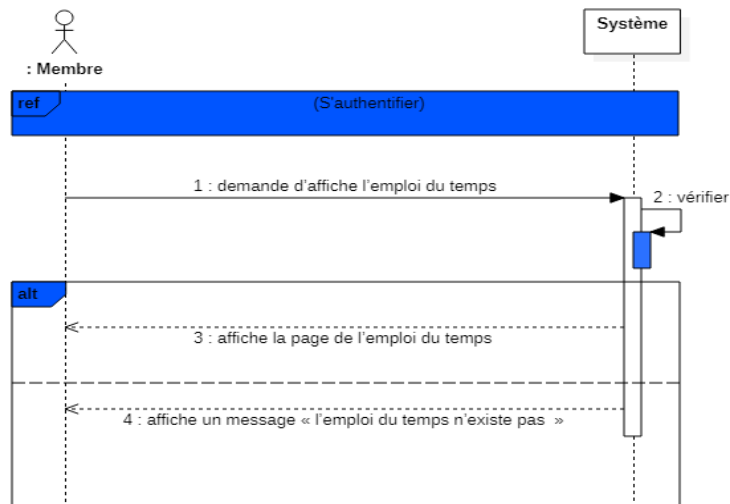 Système
: Membre
ref
(S'authentifier)
1 : demande d'affiche l'emploi du temps
2 : vérifier
alt
3 : affiche la page de l'emploi du temps
4 : affiche un message « l'emploi du temps n'existe pas »